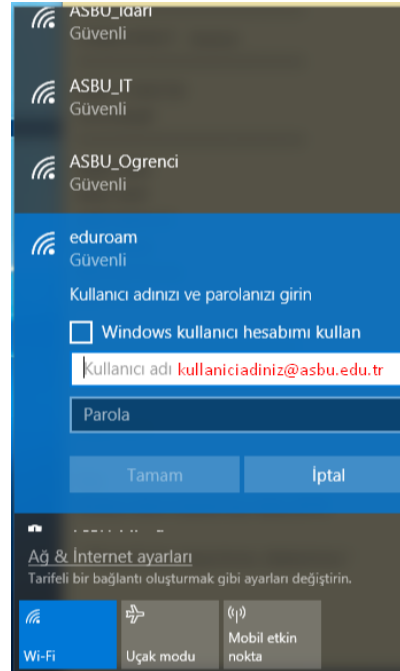 ASBU_İdari
Güvenli
ASBU_IT
Güvenli
ASBU_Ogrenci
Güvenli
eduroam
Güvenli
Kullanıcı adınızı ve parolanızı girin
Windows kullanıcı hesabımı kullan
Kullanıcı adı kullaniciadiniz@asbu.edu.tr
Parola
Tamam
İptal
Ağ & İnternet ayarları
Tarifeli bir bağlantı oluşturmak gibi ayarları değiştirin.
Wi-Fi
Uçak modu
Mobil etkin
nokta